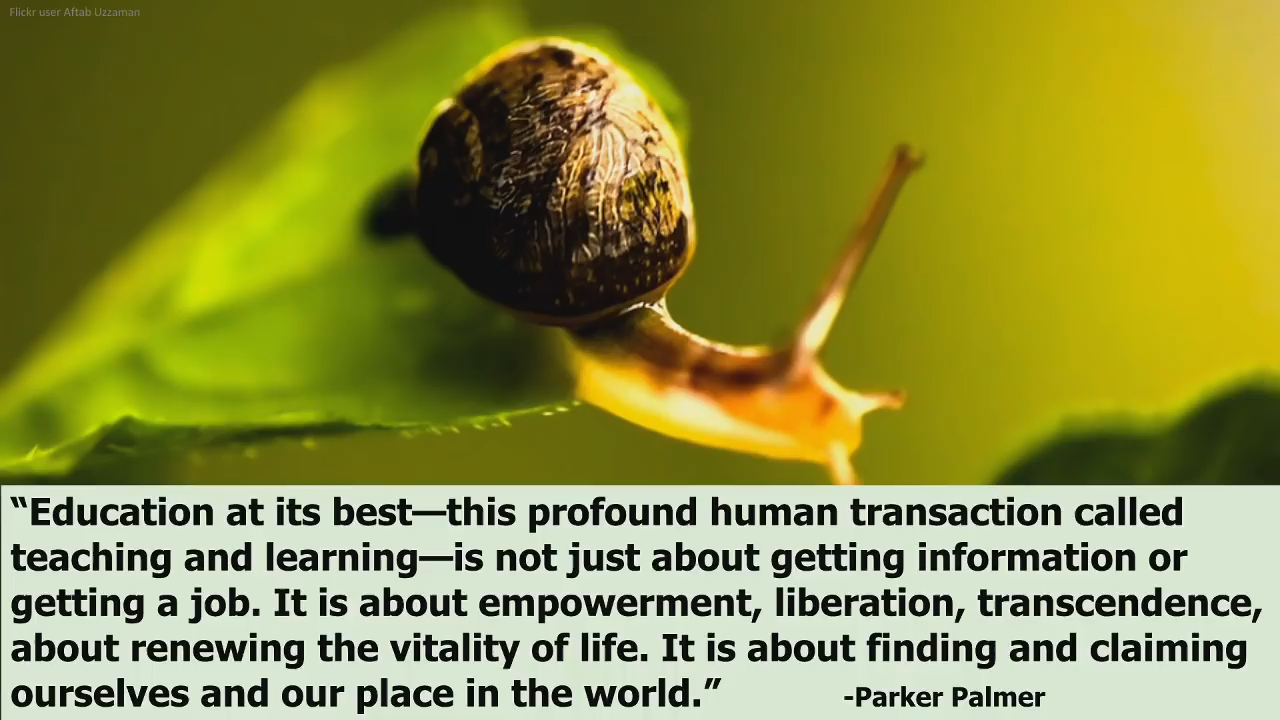 Flickr user Aftab Uzzaman
“Education at its best—this profound human transaction called
teaching and learning—is not just about getting information or
getting a job. It is about empowerment, liberation, transcendence,
about renewing the vitality of life. It is about finding and claiming
ourselves and our place in the world.” -Parker Palmer